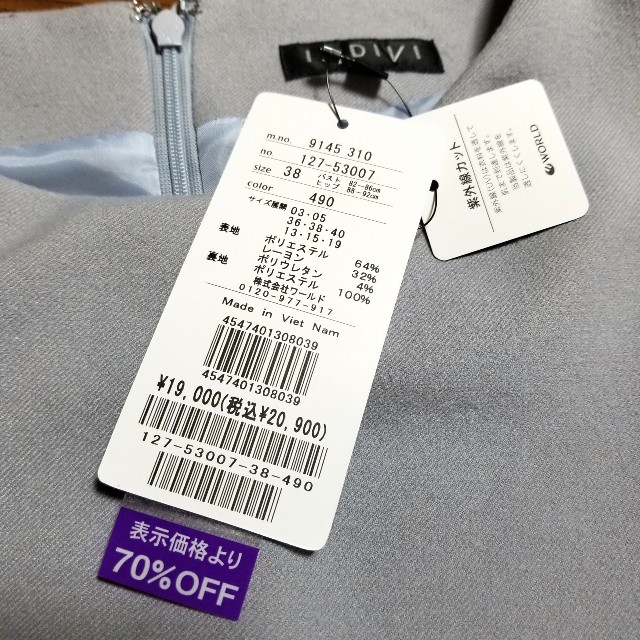 INDIVI
m.no. 9145 310
no 127-53007
size 38 バスト 82-86cm
ヒップ 88-92cm
color 490
サイズ展開 03・05
36・38・40
13・15・19
表地 ポリエステル 64%
レーヨン 32%
ポリウレタン 4%
裏地 ポリエステル 100%
株式会社ワールド
0120-977-917
Made in Viet Nam
4547401308039
4547401308039
¥19,000(税込¥20,900)
127-53007-38-490
表示価格より
70%OFF
紫外線カット
WORLD